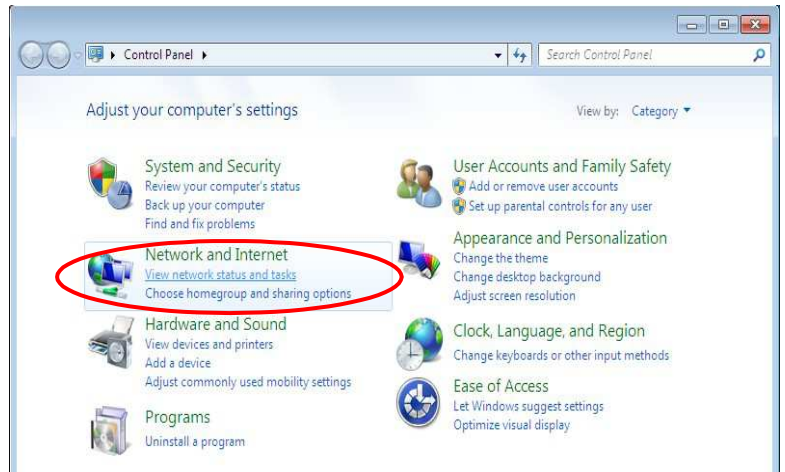 Control Panel
Search Control Panel
Adjust your computer's settings
View by: Category
System and Security
Review your computer's status
Back up your computer
Find and fix problems
Network and Internet
View network status and tasks
Choose homegroup and sharing options
Hardware and Sound
View devices and printers
Add a device
Adjust commonly used mobility settings
Programs
Uninstall a program
User Accounts and Family Safety
Add or remove user accounts
Set up parental controls for any user
Appearance and Personalization
Change the theme
Change desktop background
Adjust screen resolution
Clock, Language, and Region
Change keyboards or other input methods
Ease of Access
Let Windows suggest settings
Optimize visual display